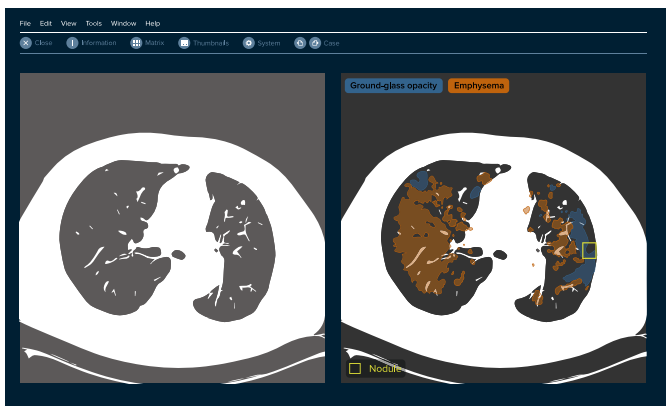 File Edit View Tools Window Help
Close Information Matrix Thumbnails System Case
Ground-glass opacity Emphysema
Nodule